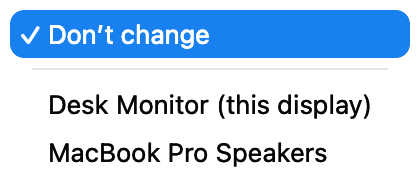 ✓ Don’t change
Desk Monitor (this display)
MacBook Pro Speakers